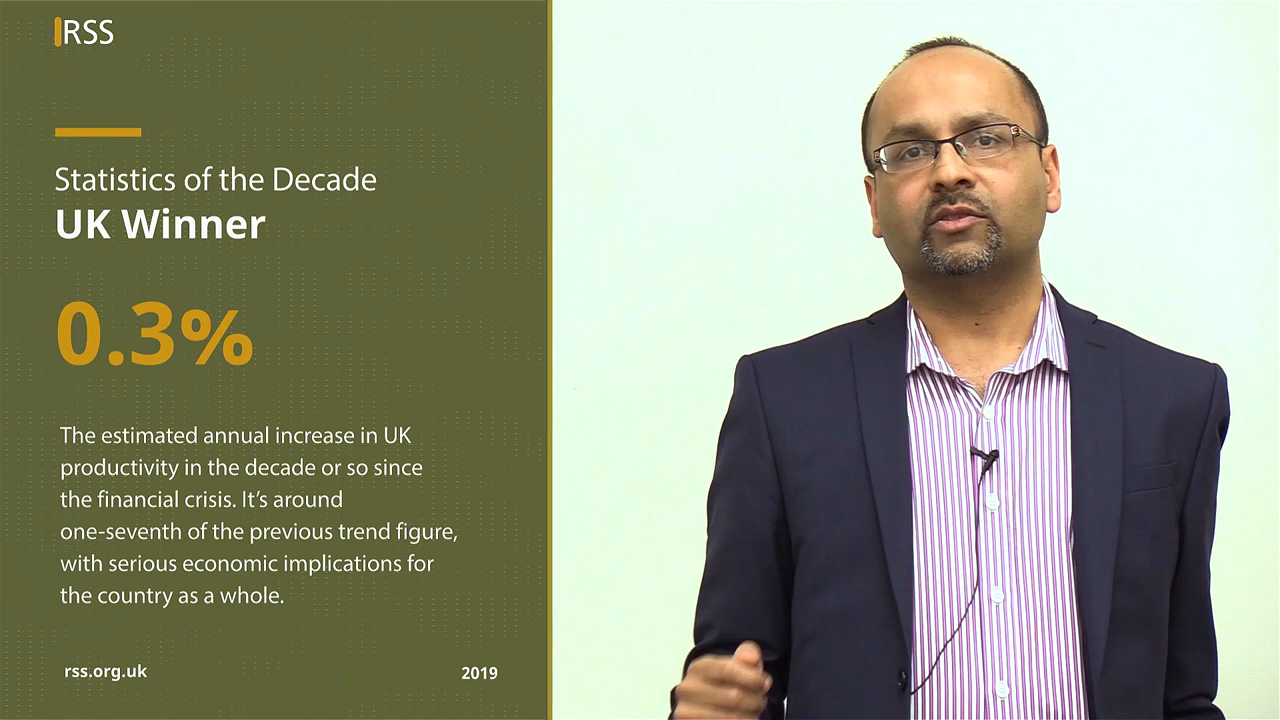 RSS
Statistics of the Decade
UK Winner
0.3%
The estimated annual increase in UK
productivity in the decade or so since
the financial crisis. It’s around
one-seventh of the previous trend figure,
with serious economic implications for
the country as a whole.
rss.org.uk
2019